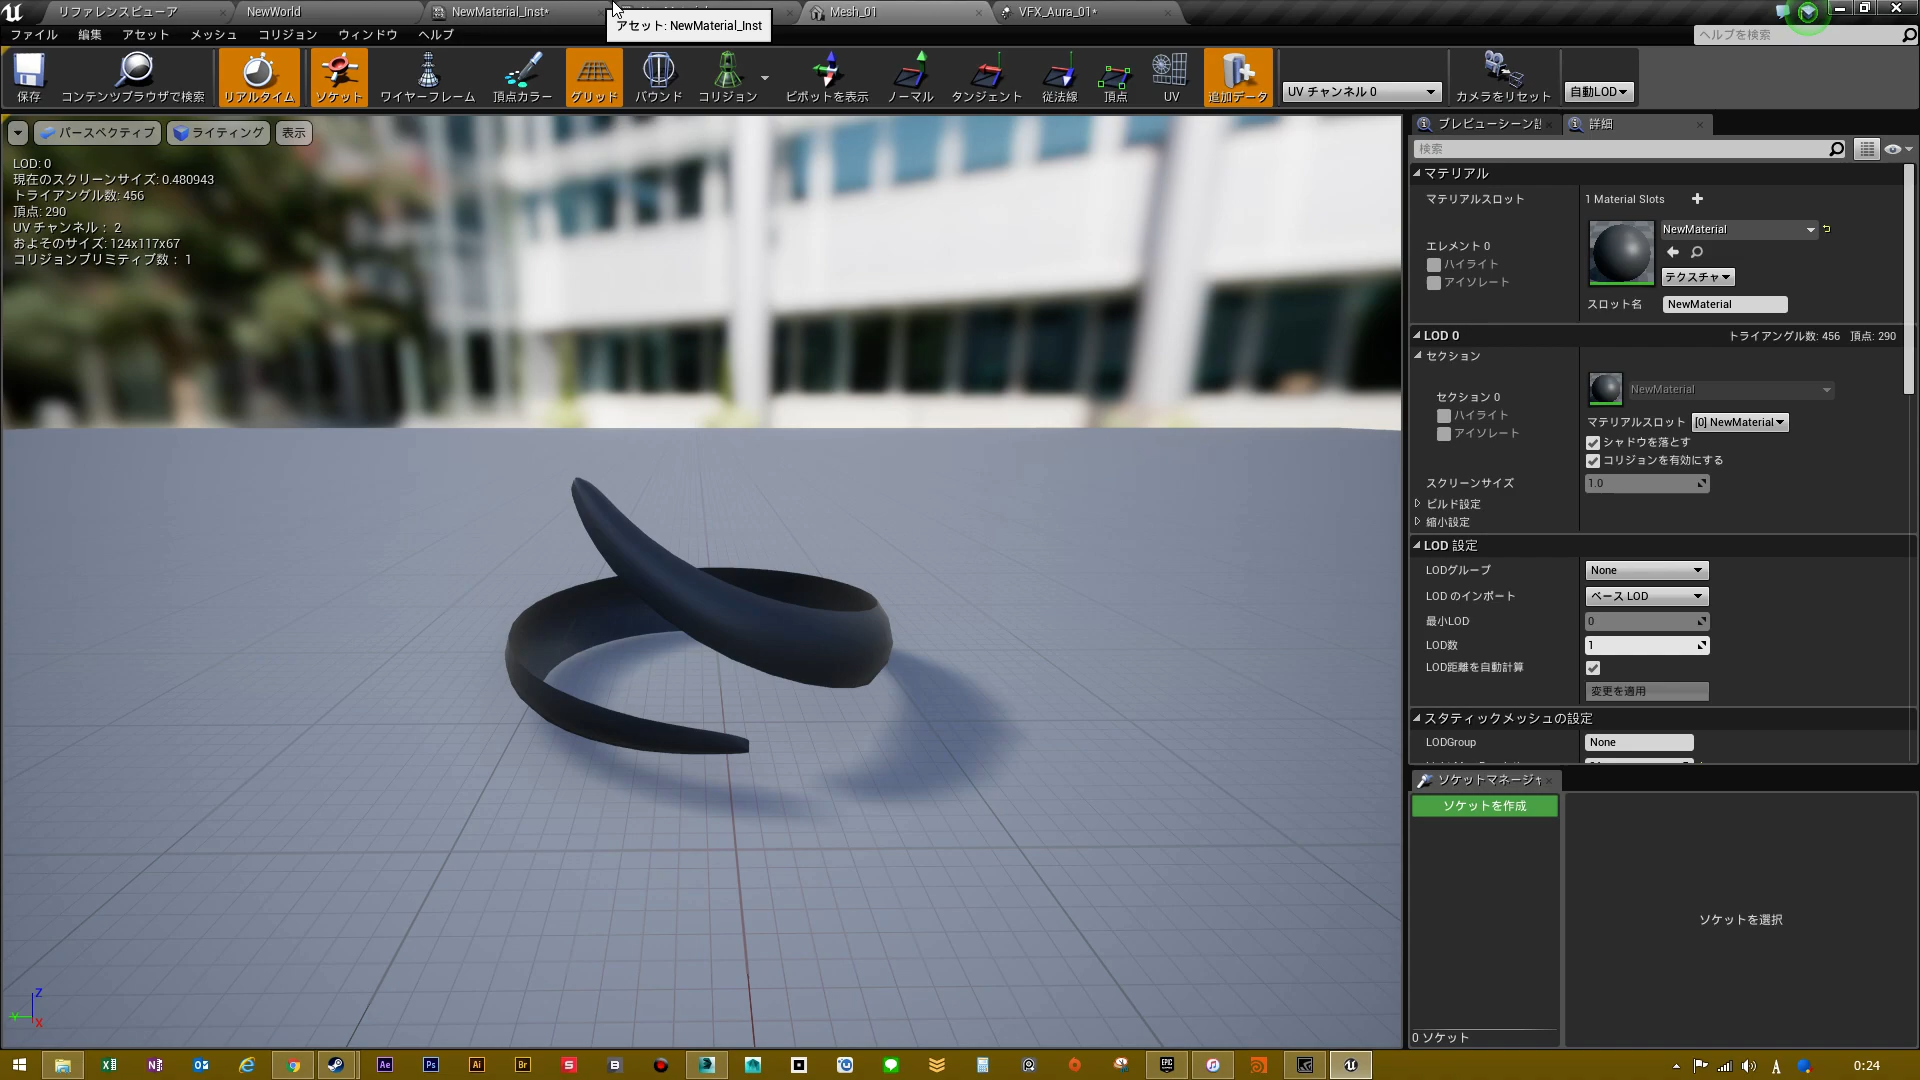 リファレンスビューア
NewWorld
NewMaterial_Inst*
Mesh_01
VFX_Aura_01*
アセット: NewMaterial_Inst
ファイル 編集 アセット メッシュ コリジョン ウィンドウ ヘルプ
ヘルプを検索
保存
コンテンツブラウザで検索
リアルタイム
ソケット
ワイヤーフレーム
頂点カラー
グリッド
バウンド
コリジョン
ピボットを表示
ノーマル
タンジェント
従法線
頂点
UV
追加データ
UV チャンネル 0
カメラをリセット
自動LOD
パースペクティブ
ライティング
表示
LOD: 0
現在のスクリーンサイズ: 0.480943
トライアングル数: 456
頂点: 290
UV チャンネル： 2
おおよそのサイズ: 124x117x67
コリジョンプリミティブ数： 1
プレビューシーン設
詳細
検索
マテリアル
マテリアルスロット
1 Material Slots
エレメント 0
ハイライト
アイソレート
NewMaterial
テクスチャ
スロット名
NewMaterial
LOD 0
トライアングル数: 456 頂点: 290
セクション
セクション 0
ハイライト
アイソレート
NewMaterial
マテリアルスロット
[0] NewMaterial
シャドウを落とす
コリジョンを有効にする
スクリーンサイズ
1.0
ビルド設定
縮小設定
LOD 設定
LODグループ
None
LOD のインポート
ベース LOD
最小LOD
0
LOD数
1
LOD距離を自動計算
変更を適用
スタティックメッシュの設定
LODGroup
None
ソケットマネージャ
ソケットを作成
ソケットを選択
0 ソケット
Z
Y
X
Ae
Ps
Ai
Br
S
B
EPIC
A
0:24